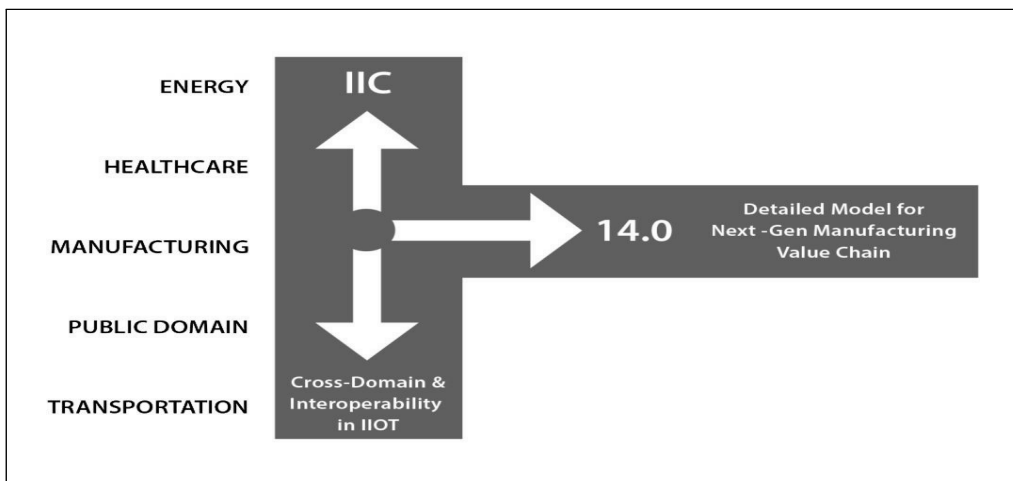 ENERGY
IIC
HEALTHCARE
MANUFACTURING
14.0
Detailed Model for
Next -Gen Manufacturing
Value Chain
PUBLIC DOMAIN
TRANSPORTATION
Cross-Domain &
Interoperability
in IIOT